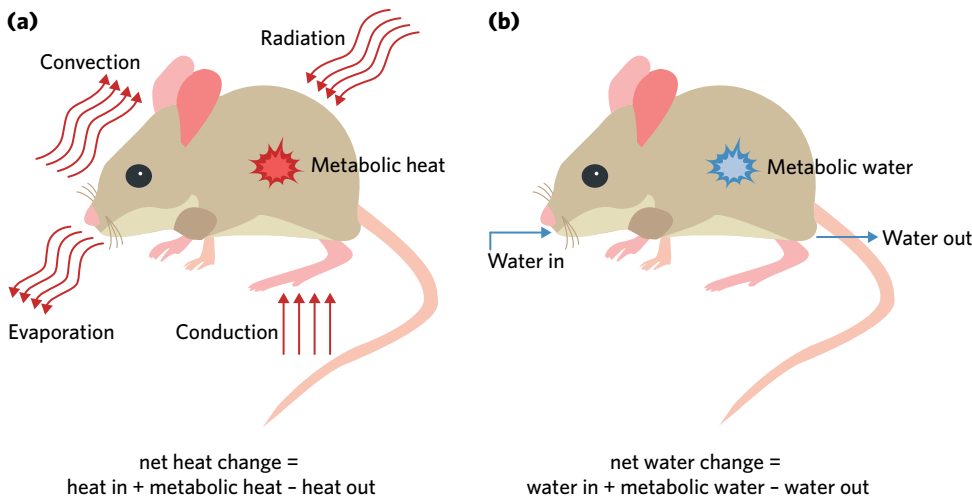 (a)
Radiation
Convection
Metabolic heat
Evaporation
Conduction
net heat change =
heat in + metabolic heat – heat out
(b)
Metabolic water
Water in
Water out
net water change =
water in + metabolic water – water out